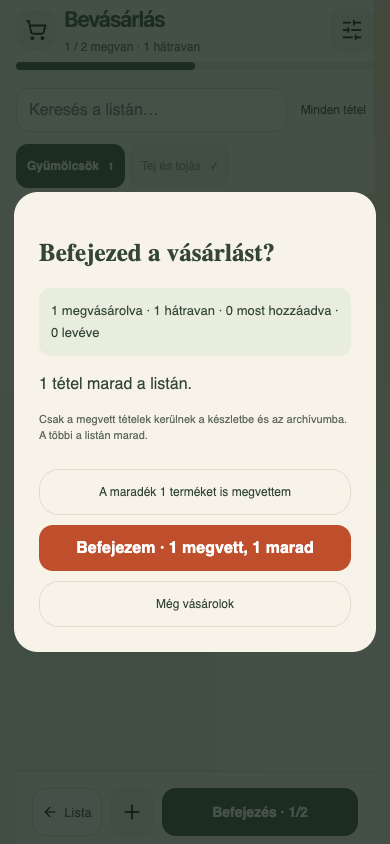 Bevásárlás
1 / 2 megvan · 1 hátravan
Keresés a listán…
Minden tétel
Gyümölcsök 1
Tej és tojás ✓
Befejezed a vásárlást?
1 megvásárolva · 1 hátravan · 0 most hozzáadva ·
0 levéve
1 tétel marad a listán.
Csak a megvett tételek kerülnek a készletbe és az archívumba.
A többi a listán marad.
A maradék 1 terméket is megvettem
Befejezem · 1 megvett, 1 marad
Még vásárolok
← Lista
+
Befejezés · 1/2